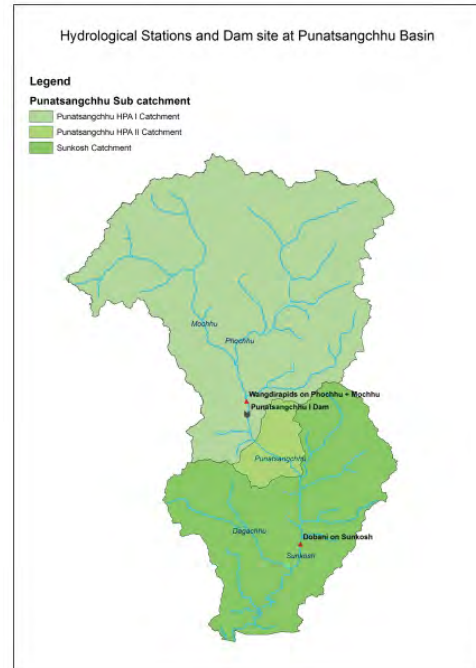 Hydrological Stations and Dam site at Punatsangchhu Basin
Legend
Punatsangchhu Sub catchment
Punatsangchhu HPA I Catchment
Punatsangchhu HPA II Catchment
Sunkosh Catchment
Mochhu
Phochhu
Wangdirapids on Phochhu + Mochhu
Punatsangchhu I Dam
Punatsangchhu
Dagachhu
Dobani on Sunkosh
Sunkosh